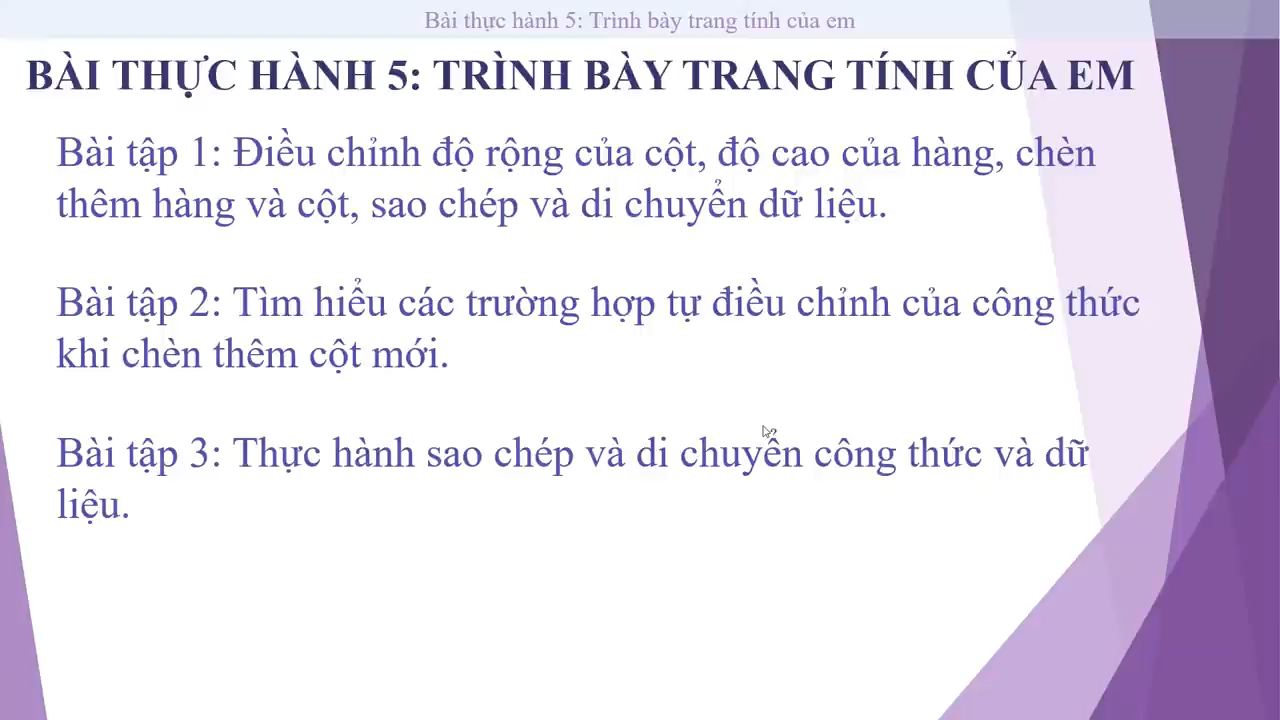 Bài thực hành 5: Trình bày trang tính của em
BÀI THỰC HÀNH 5: TRÌNH BÀY TRANG TÍNH CỦA EM
Bài tập 1: Điều chỉnh độ rộng của cột, độ cao của hàng, chèn
thêm hàng và cột, sao chép và di chuyển dữ liệu.
Bài tập 2: Tìm hiểu các trường hợp tự điều chỉnh của công thức
khi chèn thêm cột mới.
Bài tập 3: Thực hành sao chép và di chuyển công thức và dữ
liệu.